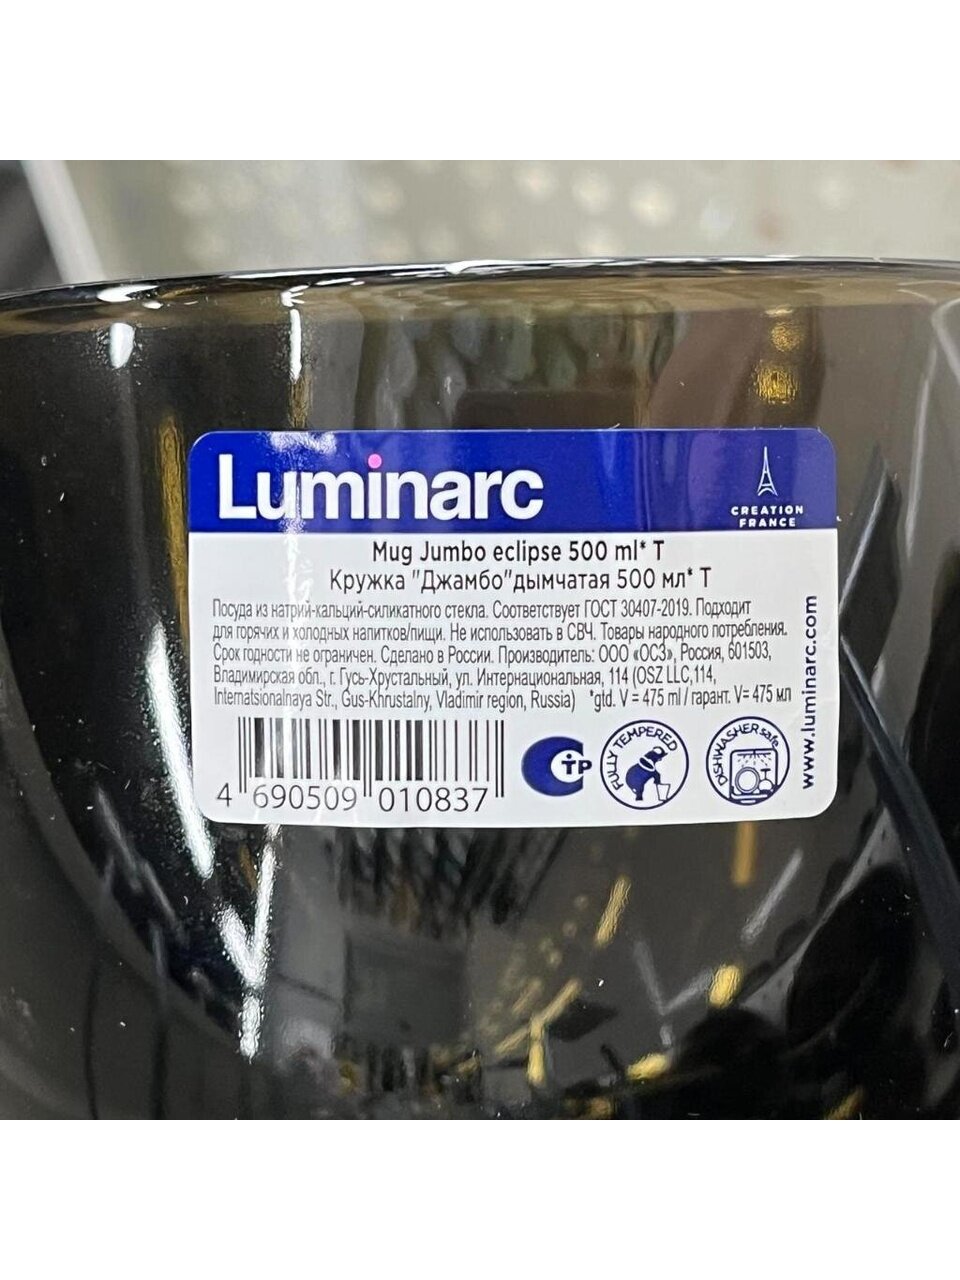 Luminarc
CREATION
FRANCE
Mug Jumbo eclipse 500 ml* T
Кружка "Джамбо"дымчатая 500 мл* Т
Посуда из натрий-кальций-силикатного стекла. Соответствует ГОСТ 30407-2019. Подходит
для горячих и холодных напитков/пищи. Не использовать в СВЧ. Товары народного потребления.
Срок годности не ограничен. Сделано в России. Производитель: ООО «ОСЗ», Россия, 601503,
Владимирская обл., г. Гусь-Хрустальный, ул. Интернациональная, 114 (OSZ LLC,114,
Internatsionalnaya Str., Gus-Khrustalny, Vladimir region, Russia) *gtd. V = 475 ml / гарант. V= 475 мл
www.luminarc.com
4 690509 010837
СТР
FULLY TEMPERED
DISHWASHER safe